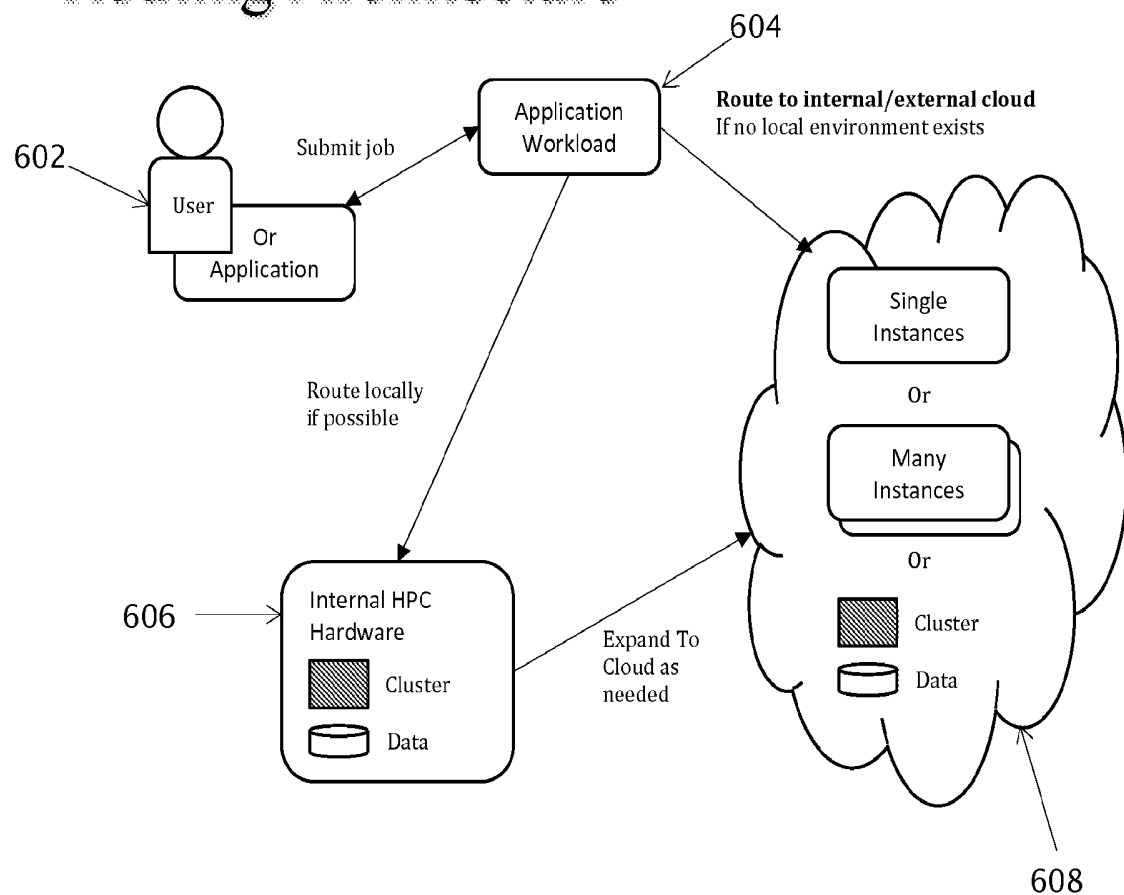 604
Application
Workload
Route to internal/external cloud
If no local environment exists
Submit job
602
User
Or
Application
Single
Instances
Or
Many
Instances
Or
Cluster
Data
Route locally
if possible
606
Internal HPC
Hardware
Cluster
Data
Expand To
Cloud as
needed
608